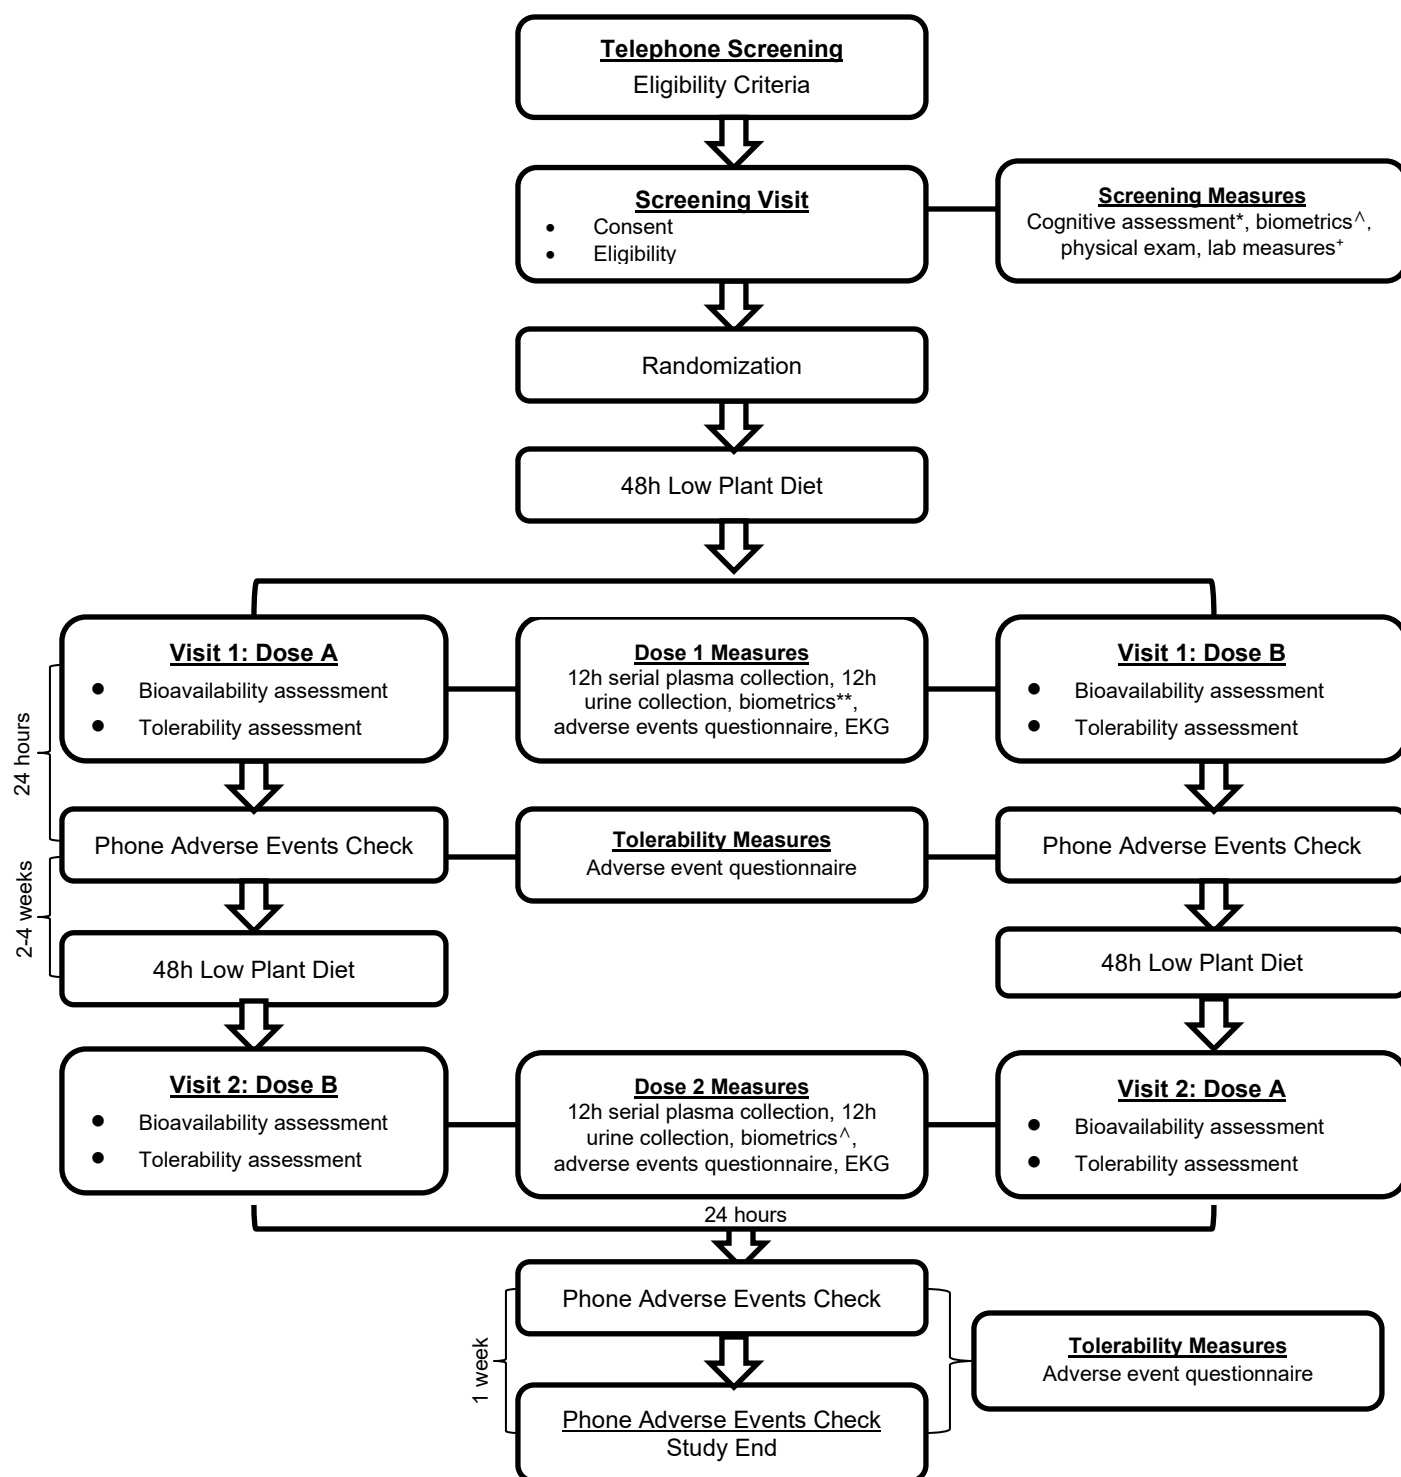 Telephone Screening
Eligibility Criteria
Screening Visit
• Consent
• Eligibility
Screening Measures
Cognitive assessment*, biometrics^,
physical exam, lab measures+
Randomization
48h Low Plant Diet
Visit 1: Dose A
● Bioavailability assessment
● Tolerability assessment
Dose 1 Measures
12h serial plasma collection, 12h
urine collection, biometrics**,
adverse events questionnaire, EKG
Visit 1: Dose B
● Bioavailability assessment
● Tolerability assessment
24 hours
Phone Adverse Events Check
Tolerability Measures
Adverse event questionnaire
Phone Adverse Events Check
2-4 weeks
48h Low Plant Diet
48h Low Plant Diet
Visit 2: Dose B
● Bioavailability assessment
● Tolerability assessment
Dose 2 Measures
12h serial plasma collection, 12h
urine collection, biometrics^,
adverse events questionnaire, EKG
Visit 2: Dose A
● Bioavailability assessment
● Tolerability assessment
24 hours
Phone Adverse Events Check
1 week
Tolerability Measures
Adverse event questionnaire
Phone Adverse Events Check
Study End